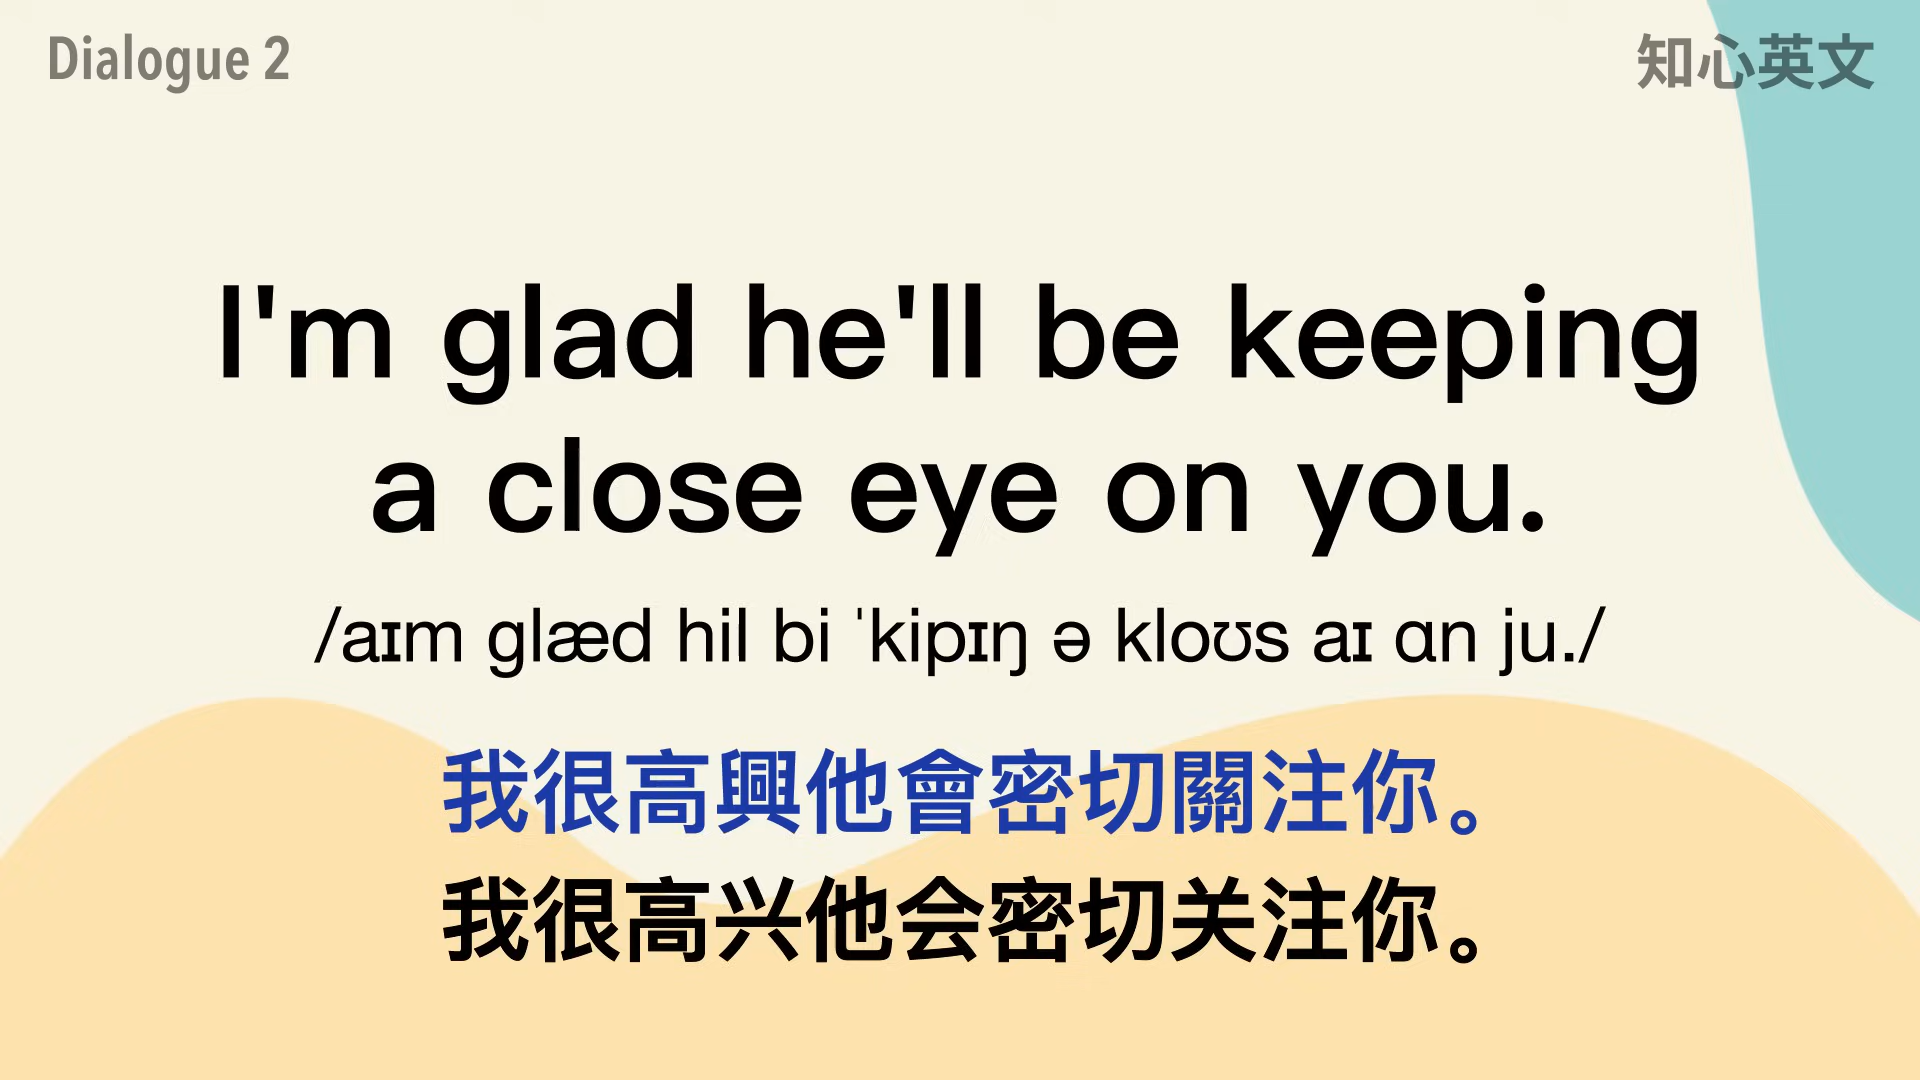 Dialogue 2
知心英文
I'm glad he'll be keeping
a close eye on you.
/aɪm glæd hil bi ˈkipɪŋ ə kloʊs aɪ ɑn ju./
我很高興他會密切關注你。
我很高兴他会密切关注你。